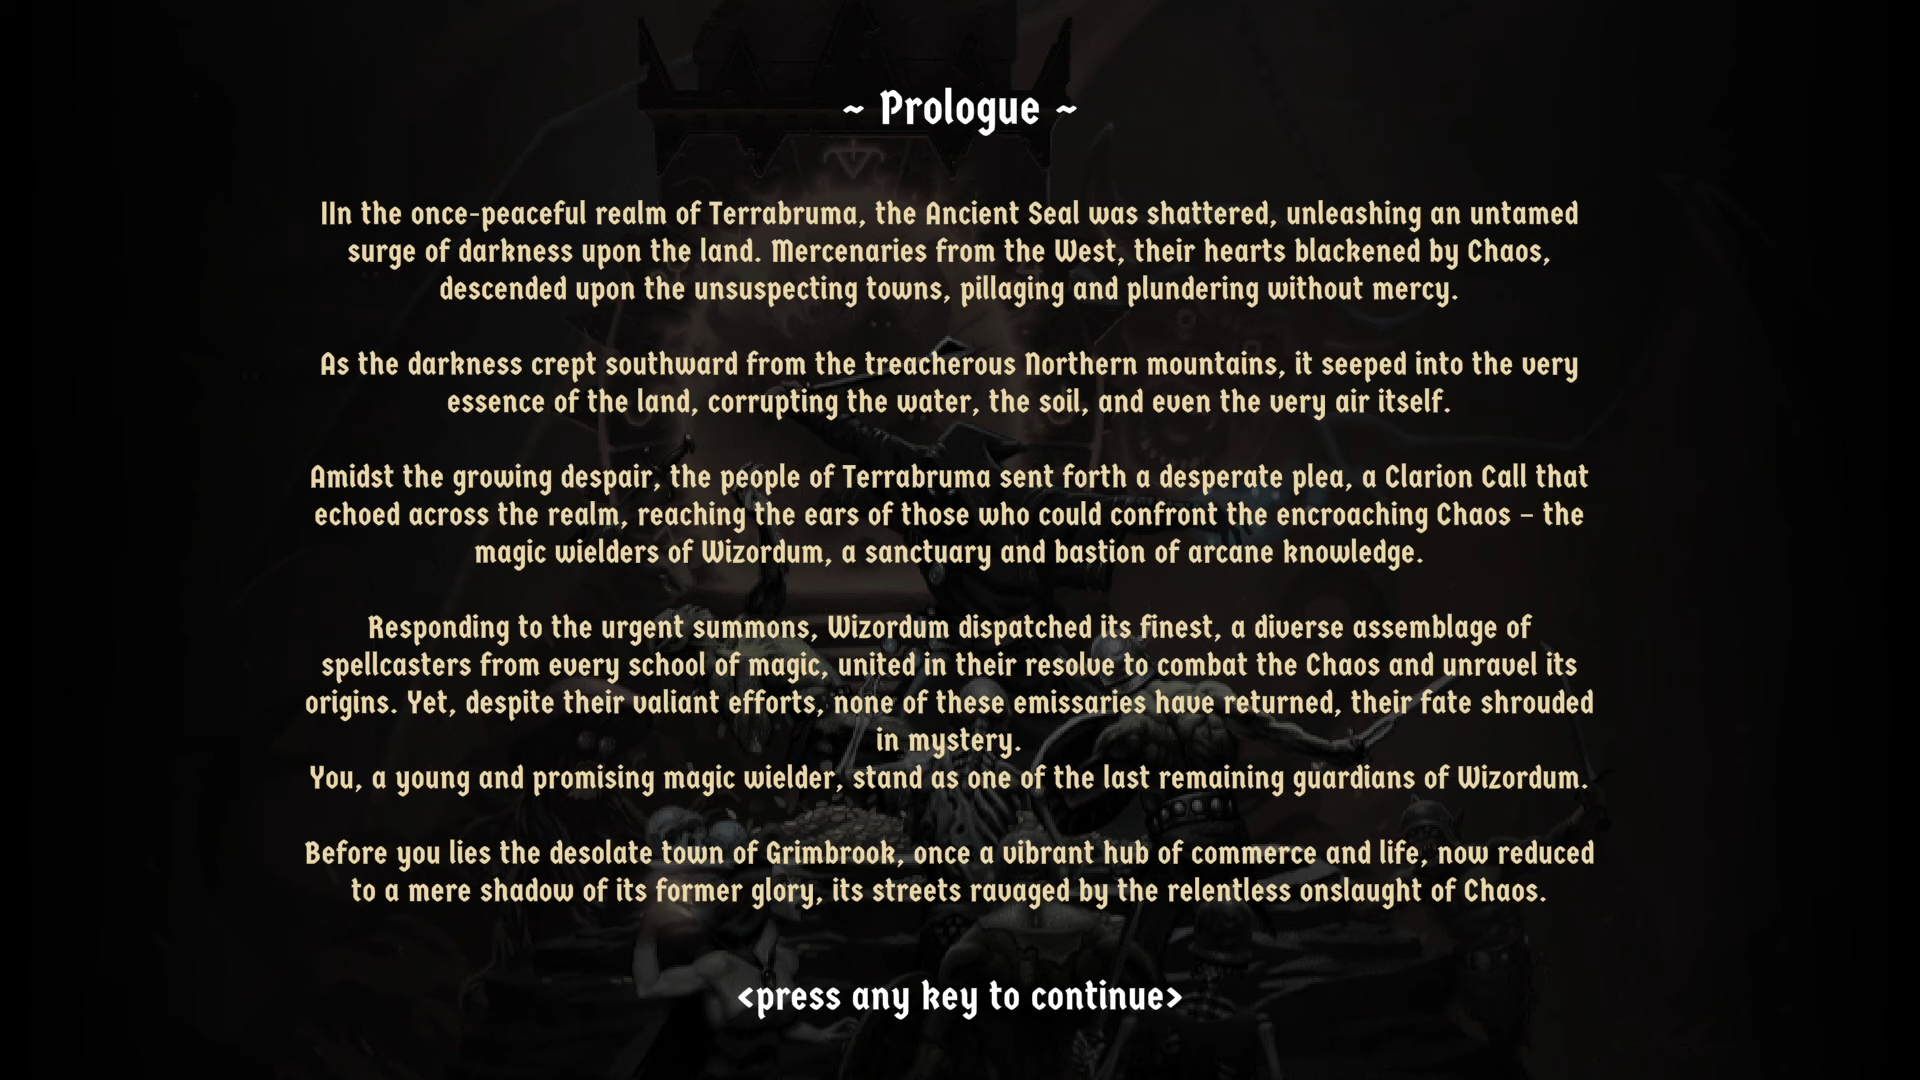 ~ Prologue ~
IIn the once-peaceful realm of Terrabruma, the Ancient Seal was shattered, unleashing an untamed
surge of darkness upon the land. Mercenaries from the West, their hearts blackened by Chaos,
descended upon the unsuspecting towns, pillaging and plundering without mercy.
As the darkness crept southward from the treacherous Northern mountains, it seeped into the very
essence of the land, corrupting the water, the soil, and even the very air itself.
Amidst the growing despair, the people of Terrabruma sent forth a desperate plea, a Clarion Call that
echoed across the realm, reaching the ears of those who could confront the encroaching Chaos – the
magic wielders of Wizordum, a sanctuary and bastion of arcane knowledge.
Responding to the urgent summons, Wizordum dispatched its finest, a diverse assemblage of
spellcasters from every school of magic, united in their resolve to combat the Chaos and unravel its
origins. Yet, despite their valiant efforts, none of these emissaries have returned, their fate shrouded
in mystery.
You, a young and promising magic wielder, stand as one of the last remaining guardians of Wizordum.
Before you lies the desolate town of Grimbrook, once a vibrant hub of commerce and life, now reduced
to a mere shadow of its former glory, its streets ravaged by the relentless onslaught of Chaos.
<press any key to continue>